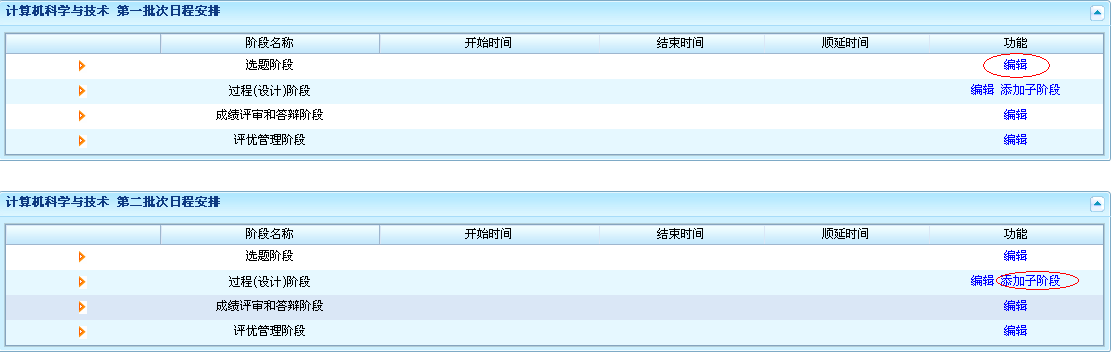 计算机科学与技术 第一批次日程安排
阶段名称 开始时间 结束时间 顺延时间 功能
选题阶段 编辑
过程(设计)阶段 编辑 添加子阶段
成绩评审和答辩阶段 编辑
评优管理阶段 编辑
计算机科学与技术 第二批次日程安排
阶段名称 开始时间 结束时间 顺延时间 功能
选题阶段 编辑
过程(设计)阶段 编辑 添加子阶段
成绩评审和答辩阶段 编辑
评优管理阶段 编辑